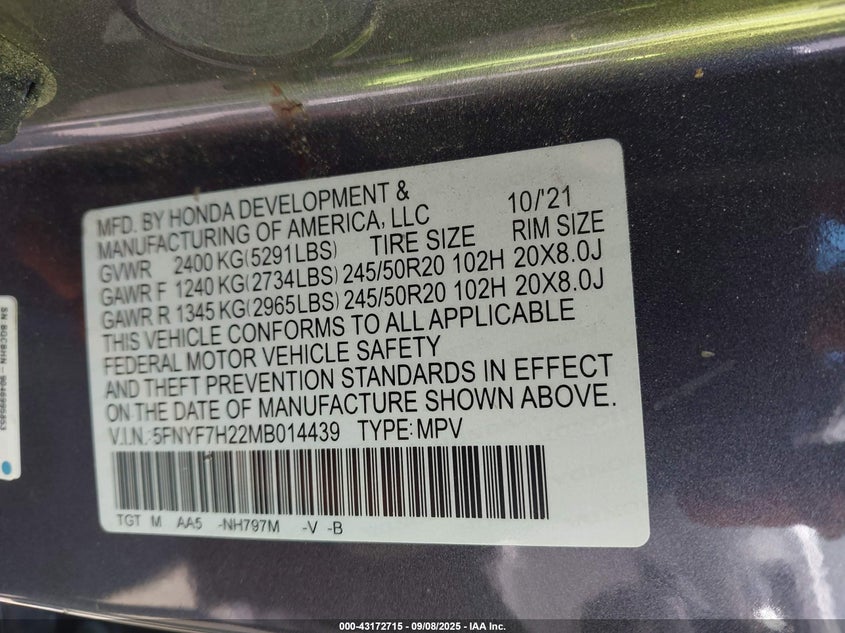 MFD. BY HONDA DEVELOPMENT & 10/'21
MANUFACTURING OF AMERICA, LLC
GVWR 2400 KG(5291LBS) TIRE SIZE RIM SIZE
GAWR F 1240 KG(2734LBS) 245/50R20 102H 20X8.0J
GAWR R 1345 KG(2965LBS) 245/50R20 102H 20X8.0J
THIS VEHICLE CONFORMS TO ALL APPLICABLE
FEDERAL MOTOR VEHICLE SAFETY
AND THEFT PREVENTION STANDARDS IN EFFECT
ON THE DATE OF MANUFACTURE SHOWN ABOVE.
V.I.N.: 5FNYF7H22MB014439 TYPE: MPV
TGT M AA5 -NH797M -V -B
000-43172715 - 09/08/2025 - IAA Inc.